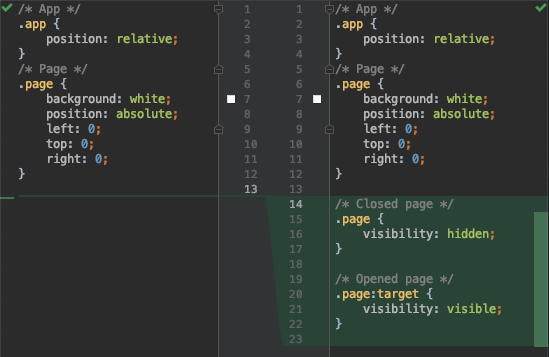 /* App */
.app {
    position: relative;
}
/* Page */
.page {
    background: white;
    position: absolute;
    left: 0;
    top: 0;
    right: 0;
}
1 1
2 2
3 3
4 4
5 5
6 6
7 7
8 8
9 9
10 10
11 11
12 12
13 13
14
15
16
17
18
19
20
21
22
23
/* App */
.app {
    position: relative;
}
/* Page */
.page {
    background: white;
    position: absolute;
    left: 0;
    top: 0;
    right: 0;
}
/* Closed page */
.page {
    visibility: hidden;
}
/* Opened page */
.page:target {
    visibility: visible;
}